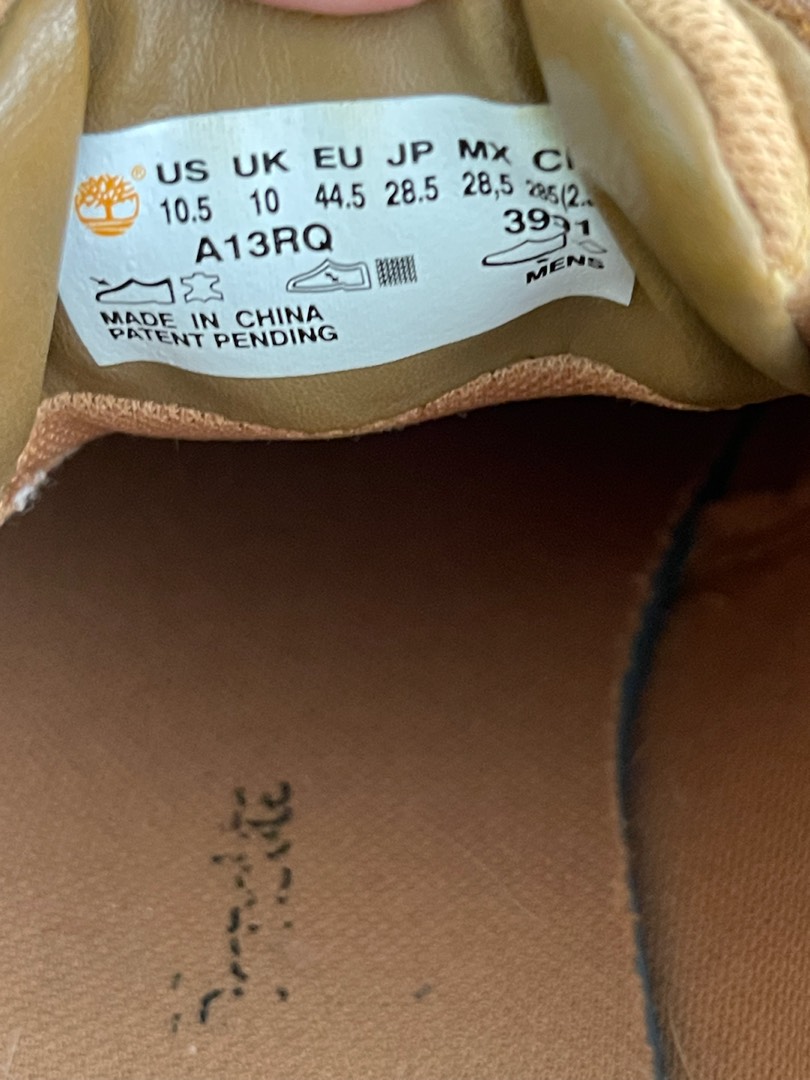 ® US UK EU JP MX
10.5 10 44.5 28.5 28,5
A13RQ
MENS
MADE IN CHINA
PATENT PENDING